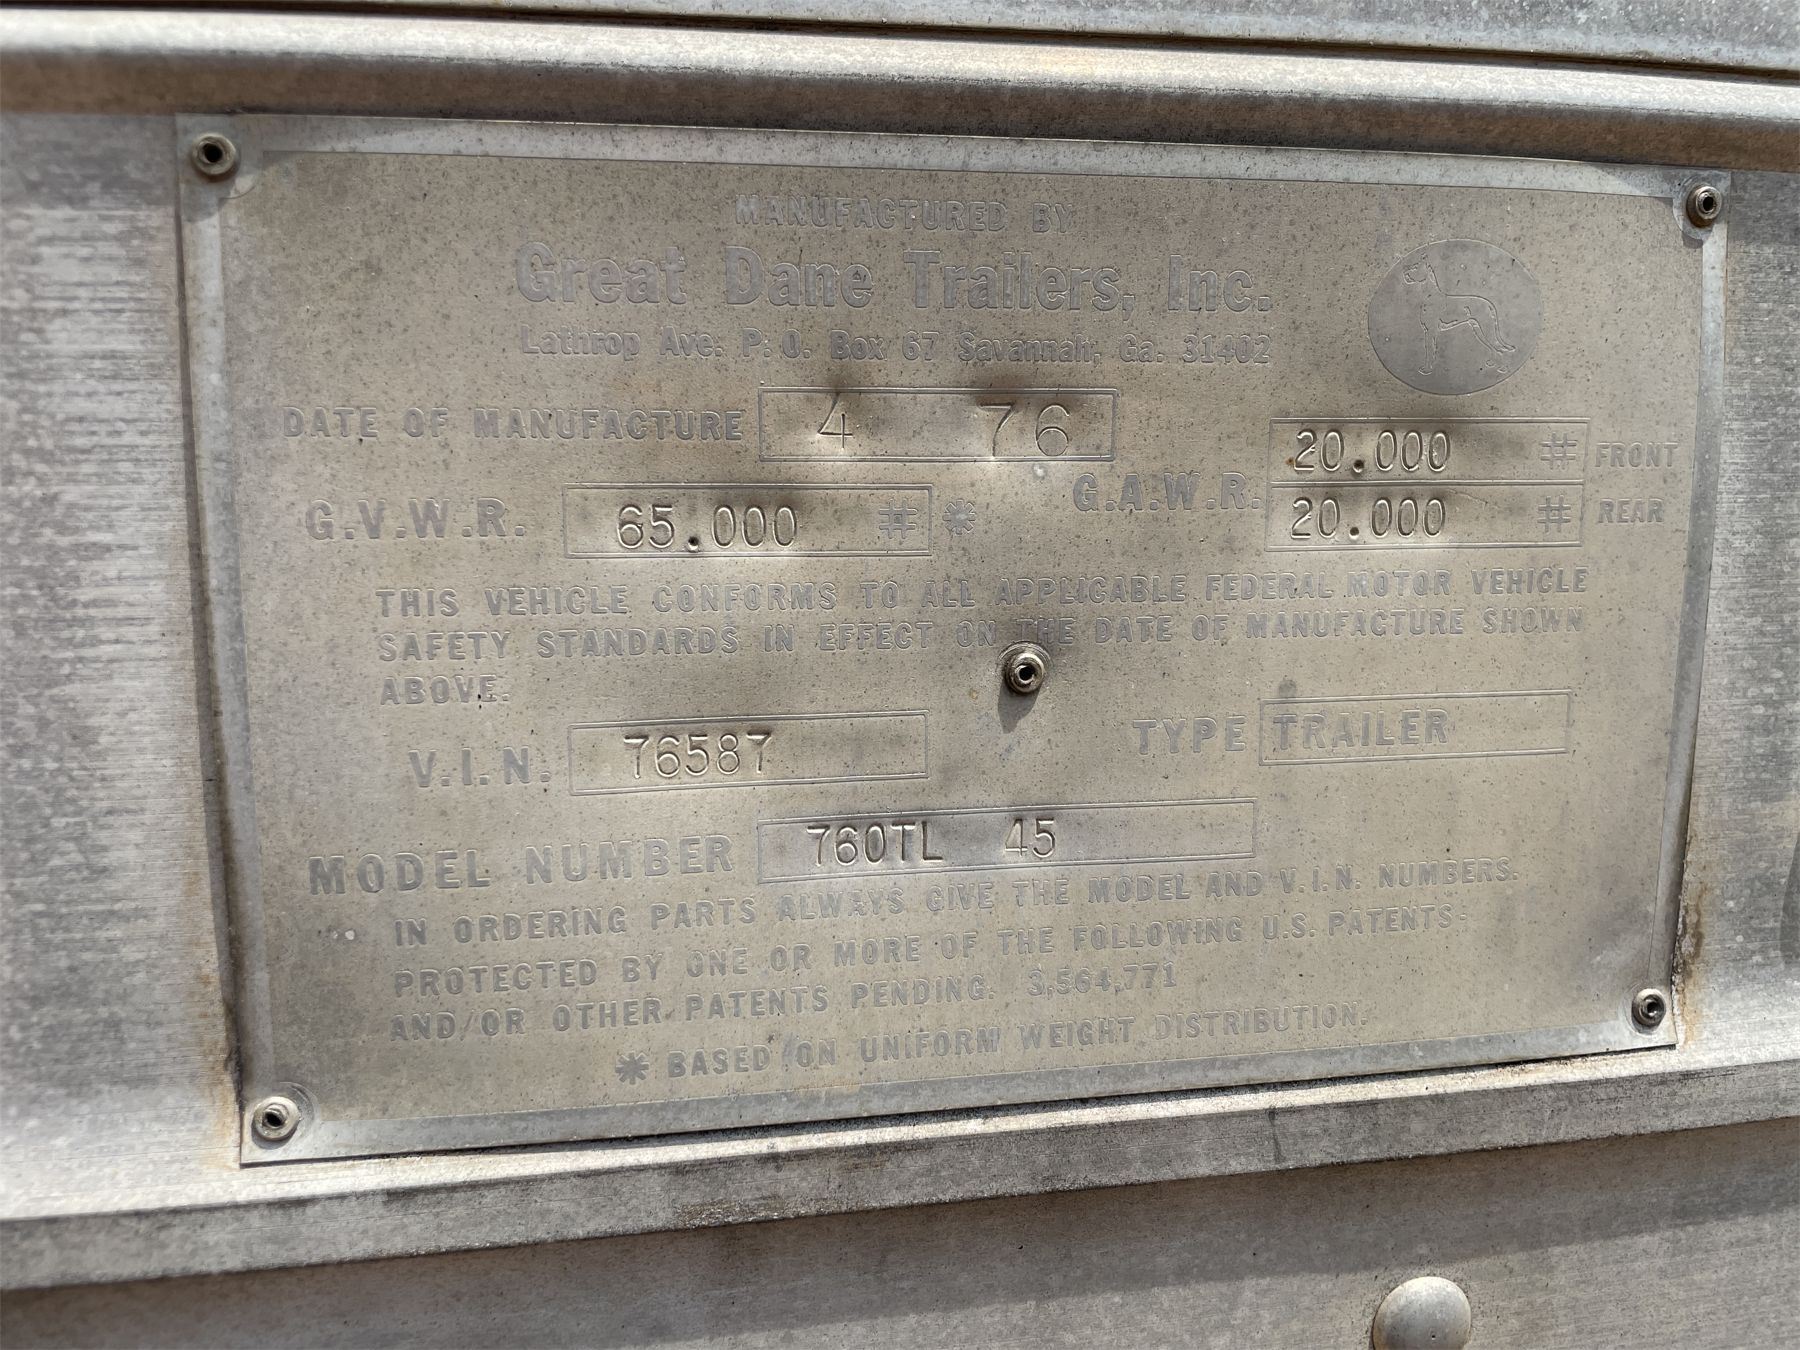 MANUFACTURED BY
Great Dane Trailers, Inc.
Lathrop Ave. P. O. Box 67 Savannah, Ga. 31402
DATE OF MANUFACTURE 4 76
G.V.W.R. 65.000 # *
G.A.W.R. 20.000 # FRONT
20.000 # REAR
THIS VEHICLE CONFORMS TO ALL APPLICABLE FEDERAL MOTOR VEHICLE
SAFETY STANDARDS IN EFFECT ON THE DATE OF MANUFACTURE SHOWN
ABOVE.
V.I.N. 76587
TYPE TRAILER
MODEL NUMBER 760TL 45
IN ORDERING PARTS ALWAYS GIVE THE MODEL AND V.I.N. NUMBERS.
PROTECTED BY ONE OR MORE OF THE FOLLOWING U.S. PATENTS:
AND/OR OTHER PATENTS PENDING. 3,564,771
* BASED ON UNIFORM WEIGHT DISTRIBUTION.